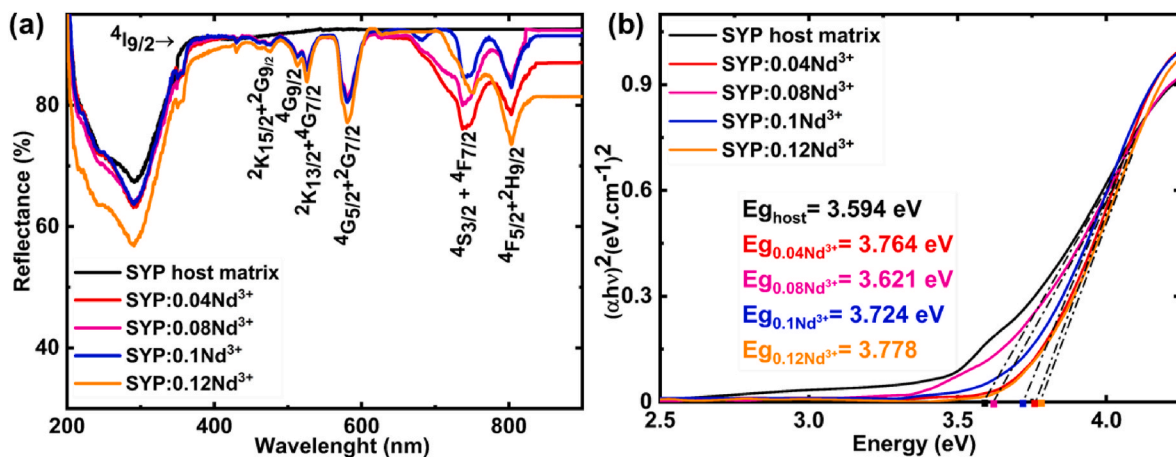 (a)
⁴I₉/₂→
²K₁₅/₂+²G₉/₂
⁴G₉/₂
²K₁₃/₂+⁴G₇/₂
⁴G₅/₂+²G₇/₂
⁴S₃/₂ + ⁴F₇/₂
⁴F₅/₂+²H₉/₂
SYP host matrix
SYP:0.04Nd³⁺
SYP:0.08Nd³⁺
SYP:0.1Nd³⁺
SYP:0.12Nd³⁺
Reflectance (%)
80
60
40
200
400
600
800
Wavelenght (nm)
(b)
SYP host matrix
SYP:0.04Nd³⁺
SYP:0.08Nd³⁺
SYP:0.1Nd³⁺
SYP:0.12Nd³⁺
Eg_host= 3.594 eV
Eg_0.04Nd³⁺= 3.764 eV
Eg_0.08Nd³⁺= 3.621 eV
Eg_0.1Nd³⁺= 3.724 eV
Eg_0.12Nd³⁺= 3.778
(αhν)²(eV.cm⁻¹)²
0.9
0.6
0.3
0
2.5
3.0
3.5
4.0
Energy (eV)